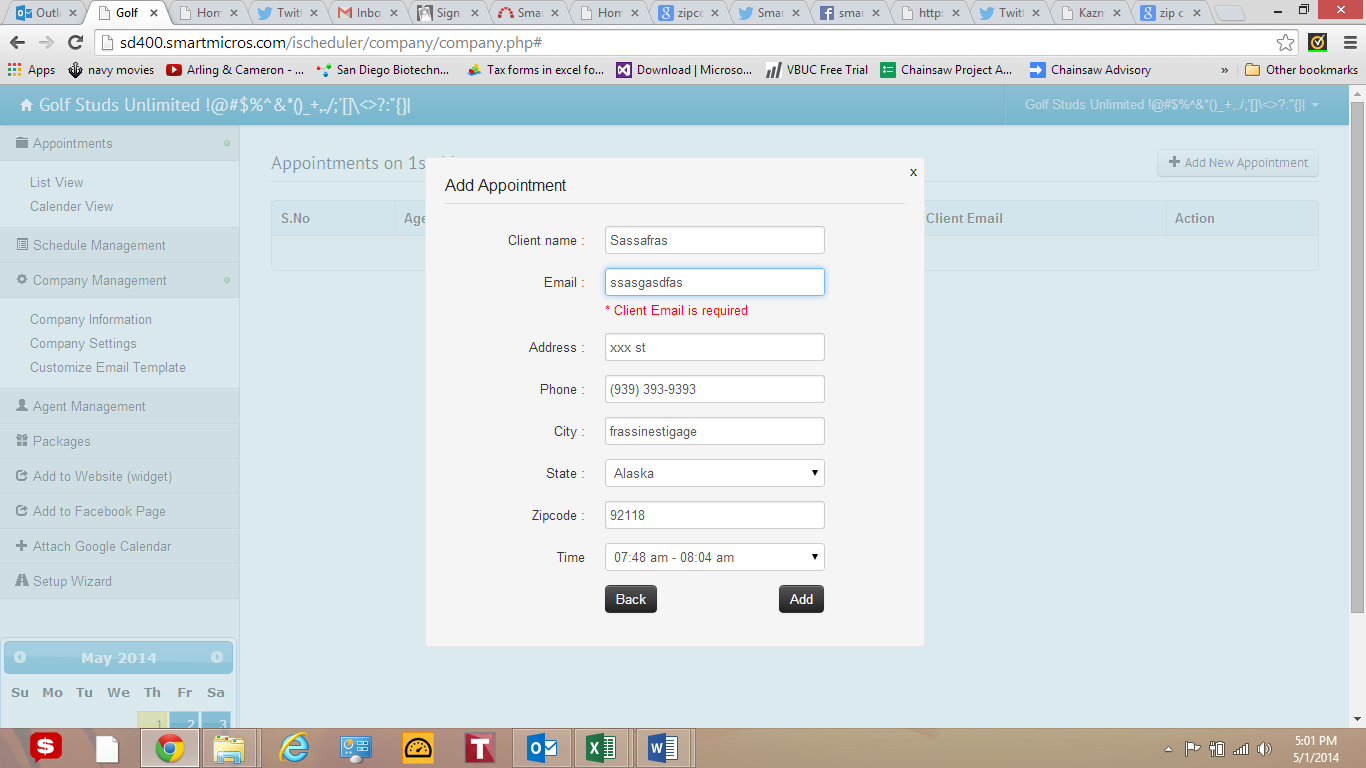 Outlo
Golf
Hom
Twitt
Inbo
Sign
Smar
Hom
zipco
Smar
smar
http:
Twitt
Kazm
zip c
sd400.smartmicros.com/ischeduler/company/company.php#
Apps
navy movies
Arling & Cameron - ...
San Diego Biotechn...
Tax forms in excel fo...
Download | Microso...
VBUC Free Trial
Chainsaw Project A...
Chainsaw Advisory
»
Other bookmarks
Golf Studs Unlimited !@#$%^&*()_+,./;'[]\<>?:"{}|
Golf Studs Unlimited !@#$%^&*()_+,./;'[]\<>?:"{}|
Appointments
List View
Calender View
Schedule Management
Company Management
Company Information
Company Settings
Customize Email Template
Agent Management
Packages
Add to Website (widget)
Add to Facebook Page
Attach Google Calendar
Setup Wizard
May 2014
Su Mo Tu We Th Fr Sa
1 2 3
Appointments on 1s
Add New Appointment
S.No
Age
Client Email
Action
x
Add Appointment
Client name : Sassafras
Email : ssasgasdfas
* Client Email is required
Address : xxx st
Phone : (939) 393-9393
City : frassinestigage
State : Alaska
Zipcode : 92118
Time 07:48 am - 08:04 am
Back
Add
5:01 PM
5/1/2014